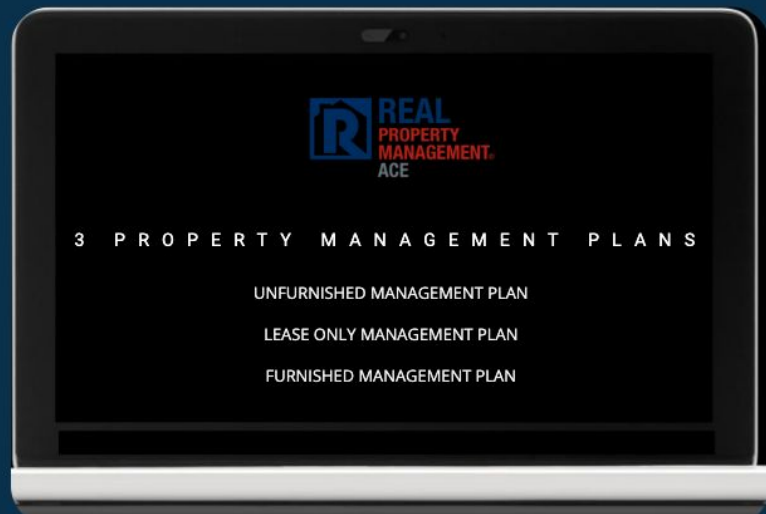 REAL
PROPERTY
MANAGEMENT®
ACE
3 PROPERTY MANAGEMENT PLANS
UNFURNISHED MANAGEMENT PLAN
LEASE ONLY MANAGEMENT PLAN
FURNISHED MANAGEMENT PLAN